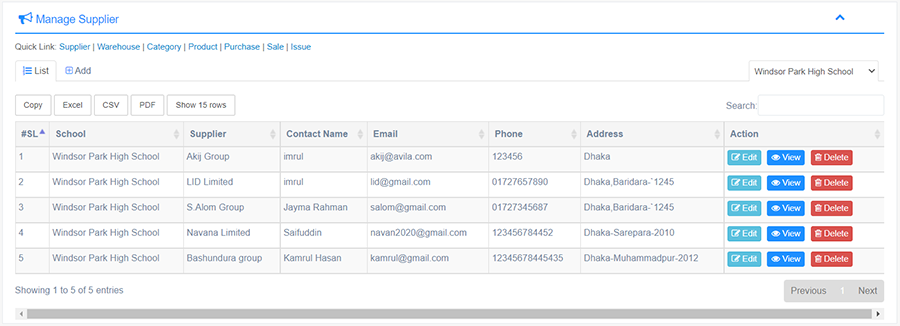 Manage Supplier
Quick Link: Supplier | Warehouse | Category | Product | Purchase | Sale | Issue
List Add Windsor Park High School
Copy Excel CSV PDF Show 15 rows Search:
#SL School Supplier Contact Name Email Phone Address Action
1 Windsor Park High School Akij Group imrul akij@avila.com 123456 Dhaka Edit View Delete
2 Windsor Park High School LID Limited imrul lid@gmail.com 01727657890 Dhaka,Baridara-`1245 Edit View Delete
3 Windsor Park High School S.Alom Group Jayma Rahman salom@gmail.com 01727345687 Dhaka,Baridara-`1245 Edit View Delete
4 Windsor Park High School Navana Limited Saifuddin navan2020@gmail.com 123456784452 Dhaka-Sarepara-2010 Edit View Delete
5 Windsor Park High School Bashundura group Kamrul Hasan kamrul@gmail.com 12345678445435 Dhaka-Muhammadpur-2012 Edit View Delete
Showing 1 to 5 of 5 entries Previous 1 Next